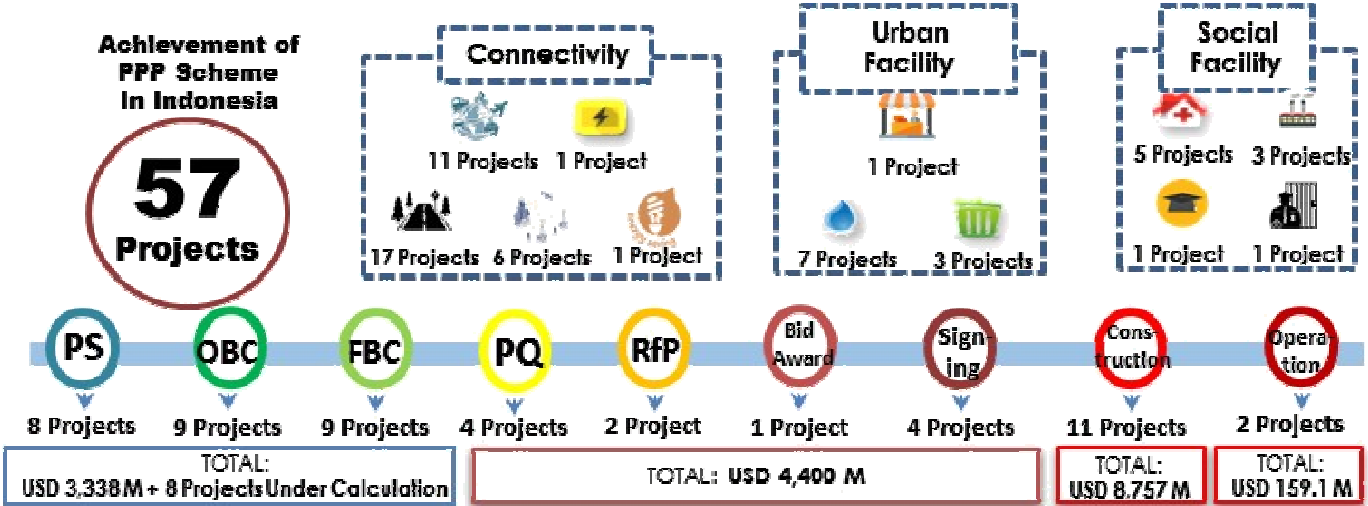 Achievement of
PPP Scheme
In Indonesia
57
Projects
Connectivity
11 Projects 1 Project
17 Projects 6 Projects 1 Project
Urban
Facility
1 Project
7 Projects 3 Projects
Social
Facility
5 Projects 3 Projects
1 Project 1 Project
PS
OBC
FBC
PQ
RfP
Bid
Award
Sign-
ing
Cons-
truction
Opera-
tion
8 Projects
9 Projects
9 Projects
4 Projects
2 Project
1 Project
4 Projects
11 Projects
2 Projects
TOTAL:
USD 3,338 M + 8 Projects Under Calculation
TOTAL: USD 4,400 M
TOTAL:
USD 8.757 M
TOTAL:
USD 159.1 M